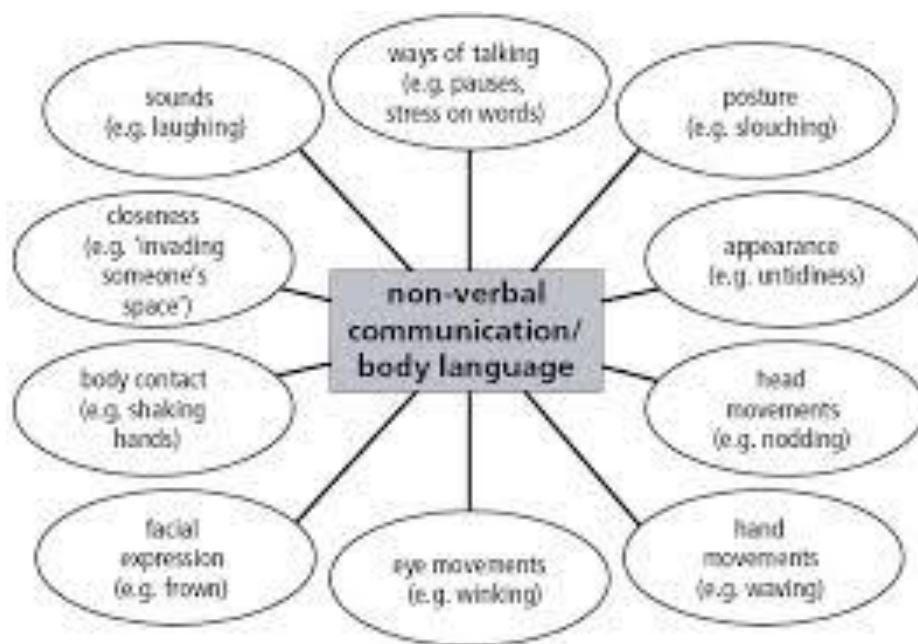 ways of talking
(e.g. pauses,
stress on words)
sounds
(e.g. laughing)
posture
(e.g. slouching)
closeness
(e.g. 'invading
someone's
space')
appearance
(e.g. untidiness)
non-verbal
communication/
body language
body contact
(e.g. shaking
hands)
head
movements
(e.g. nodding)
facial
expression
(e.g. frown)
eye movements
(e.g. winking)
hand
movements
(e.g. waving)